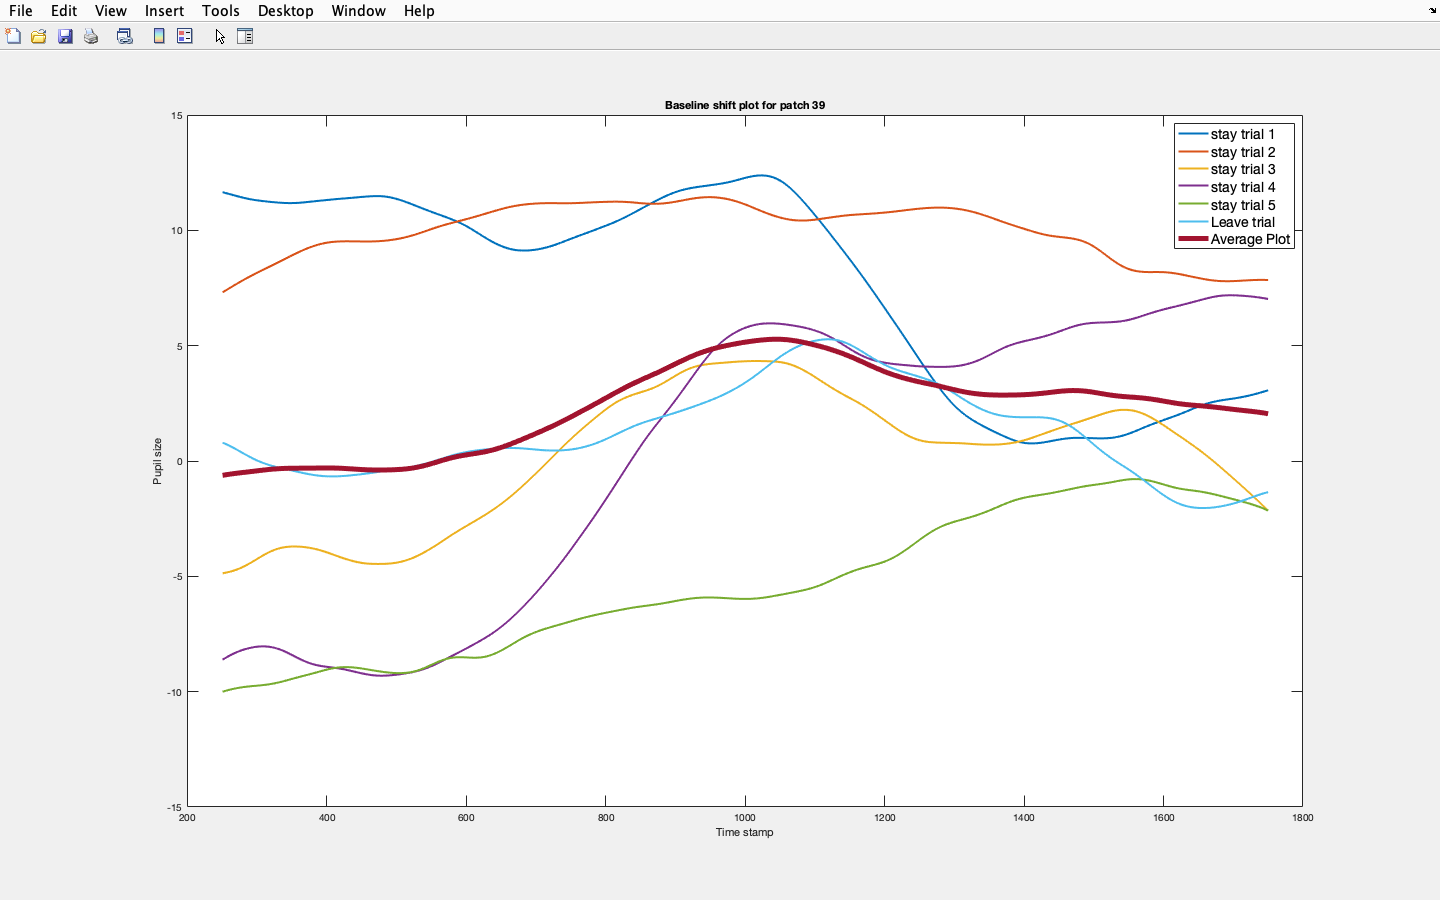 File Edit View Insert Tools Desktop Window Help
Baseline shift plot for patch 39
15
10
5
0
-5
-10
-15
Pupil size
stay trial 1
stay trial 2
stay trial 3
stay trial 4
stay trial 5
Leave trial
Average Plot
200 400 600 800 1000 1200 1400 1600 1800
Time stamp